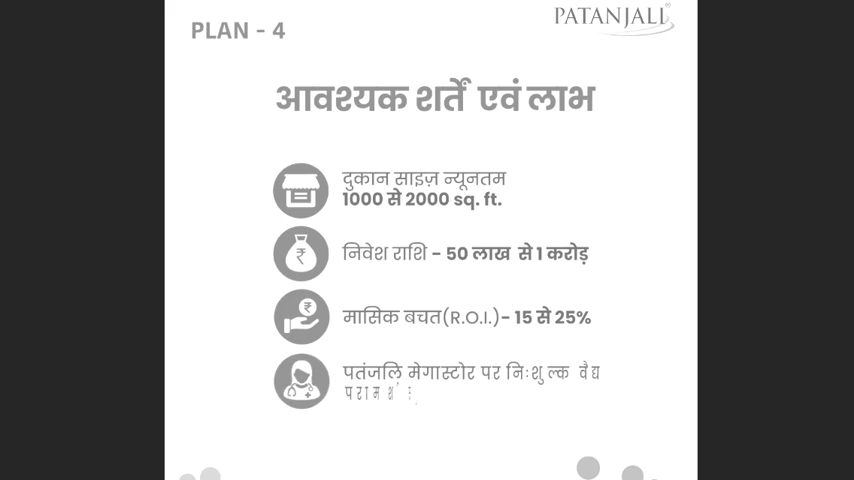 PLAN - 4
PATANJALI
आवश्यक शर्तें एवं लाभ
दुकान साइज़ न्यूनतम
1000 से 2000 sq. ft.
निवेश राशि - 50 लाख से 1 करोड़
मासिक बचत(R.O.I.)- 15 से 25%
पतंजलि मेगास्टोर पर निःशुल्क वैद्य